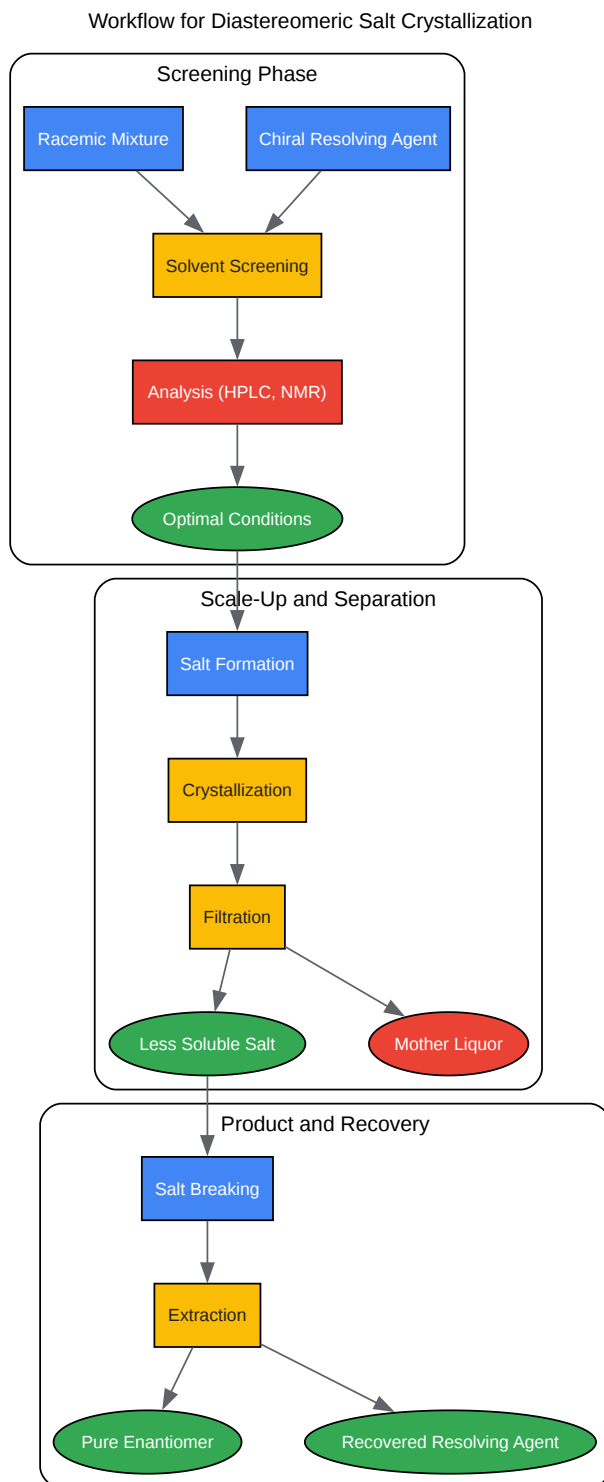 Workflow for Diastereomeric Salt Crystallization
Screening Phase
Racemic Mixture
Chiral Resolving Agent
Solvent Screening
Analysis (HPLC, NMR)
Optimal Conditions
Scale-Up and Separation
Salt Formation
Crystallization
Filtration
Less Soluble Salt
Mother Liquor
Product and Recovery
Salt Breaking
Extraction
Pure Enantiomer
Recovered Resolving Agent